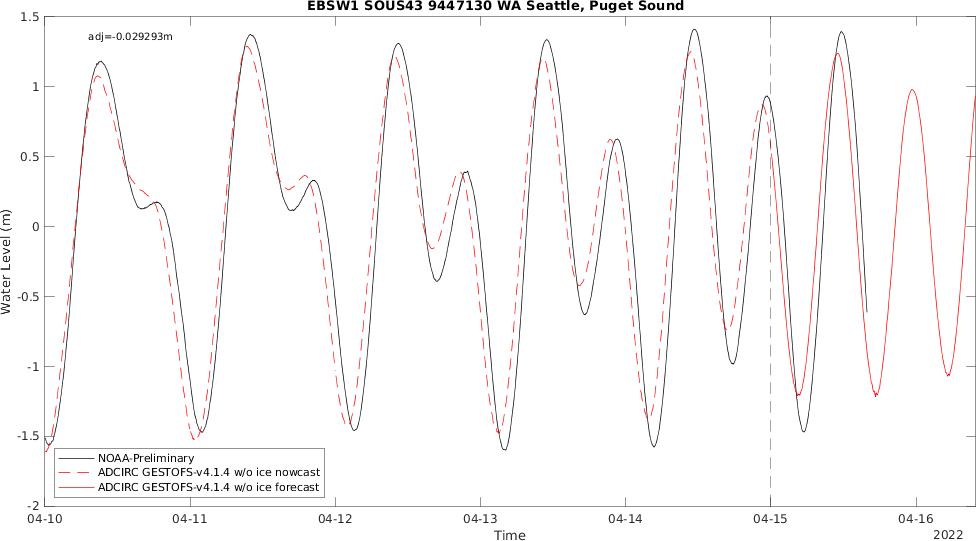 EBSW1 SOUS43 9447130 WA Seattle, Puget Sound
adj=-0.029293m
1.5
1
0.5
0
-0.5
-1
-1.5
-2
Water Level (m)
NOAA-Preliminary
ADCIRC GESTOFS-v4.1.4 w/o ice nowcast
ADCIRC GESTOFS-v4.1.4 w/o ice forecast
04-10 04-11 04-12 04-13 04-14 04-15 04-16
Time
2022